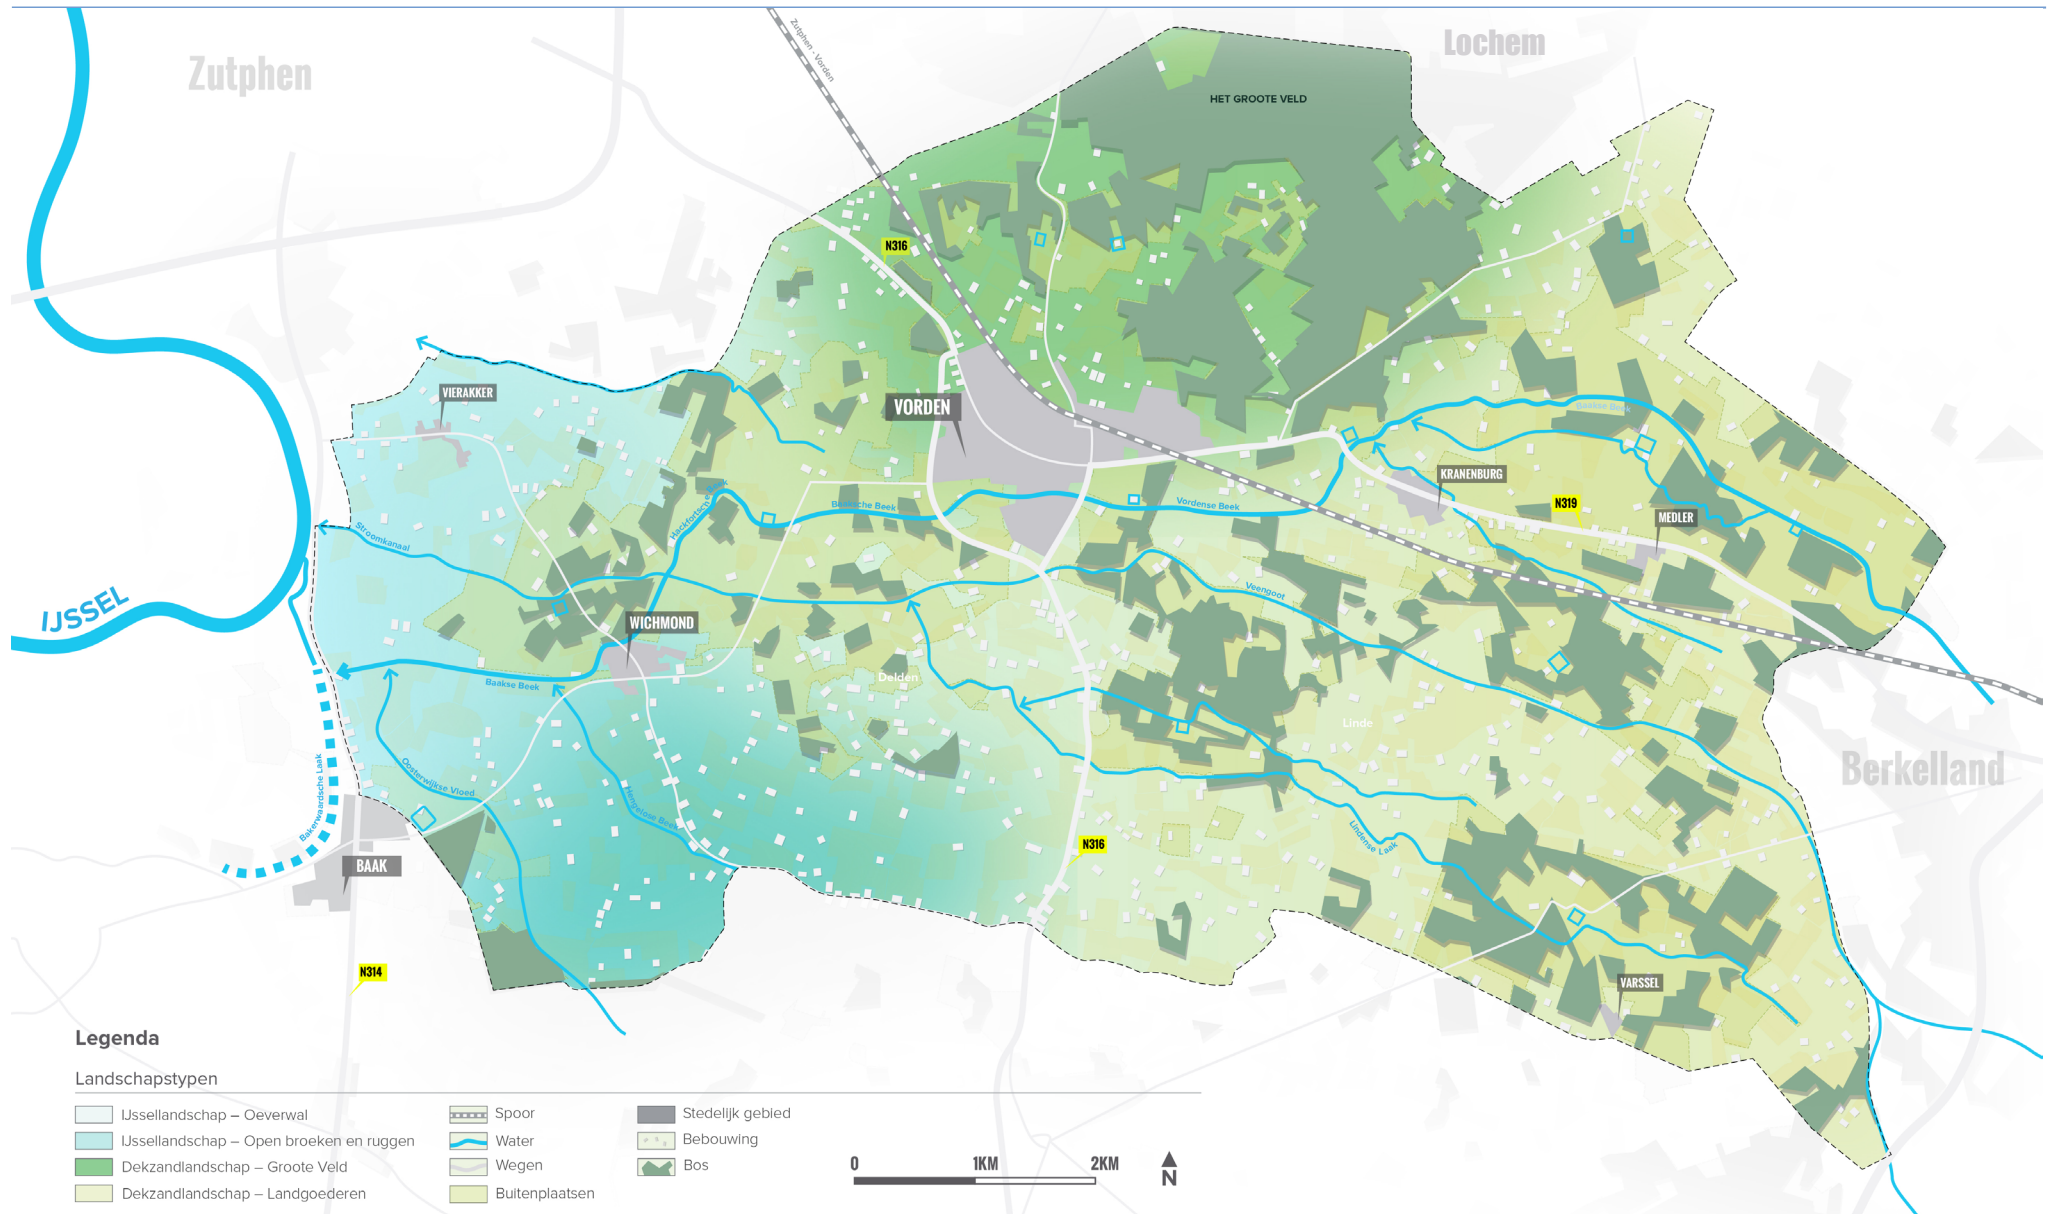 Zutphen
Zutphen - Vorden
Lochem
HET GROOTE VELD
N316
VIERAKKER
VORDEN
Baakse Beek
KRANENBURG
N319
MEDLER
Hackfortsche Beek
Baaksche Beek
Vordense Beek
Stroomkanaal
IJSSEL
WICHMOND
Veengoot
Baakse Beek
Delden
Linde
Berkelland
Bakerwaardsche Laak
Oosterwijkse Vloed
Hengelose Beek
Lindense Laak
N316
BAAK
N314
VARSSEL
Legenda
Landschapstypen
IJssellandschap – Oeverwal
IJssellandschap – Open broeken en ruggen
Dekzandlandschap – Groote Veld
Dekzandlandschap – Landgoederen
Spoor
Water
Wegen
Buitenplaatsen
Stedelijk gebied
Bebouwing
Bos
0 1KM 2KM
N